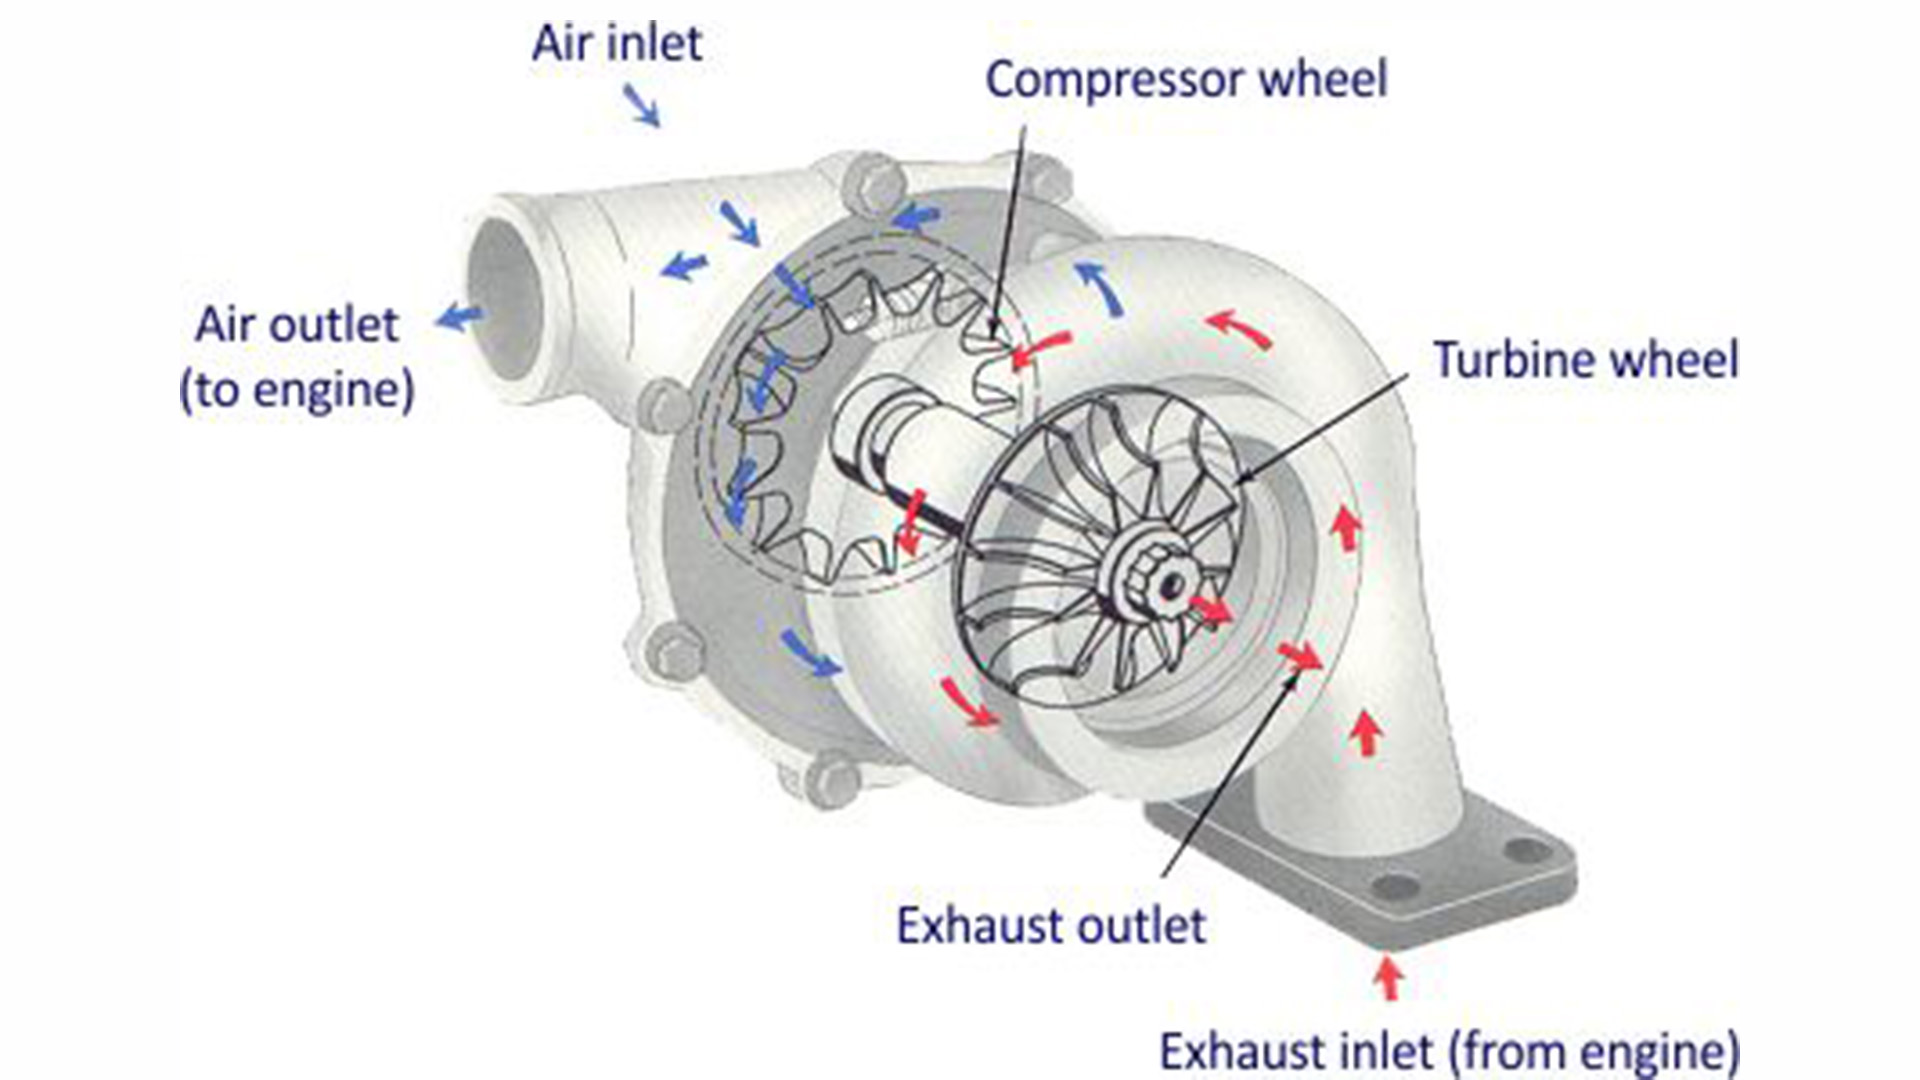 Air inlet
Compressor wheel
Air outlet
(to engine)
Turbine wheel
Exhaust outlet
Exhaust inlet (from engine)